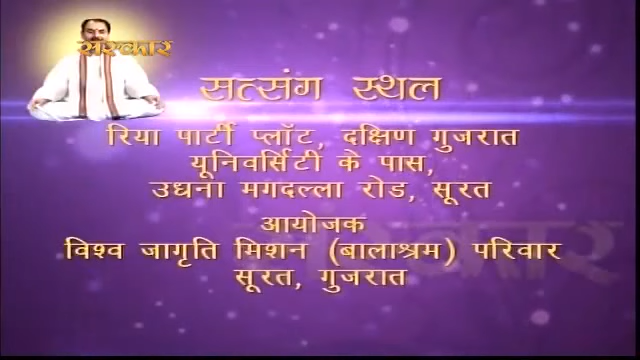 संस्कार
सत्संग स्थल
रिया पार्टी प्लॉट, दक्षिण गुजरात
यूनिवर्सिटी के पास,
उधना मगदल्ला रोड, सूरत
आयोजक
विश्व जागृति मिशन (बालाश्रम) परिवार
सूरत, गुजरात